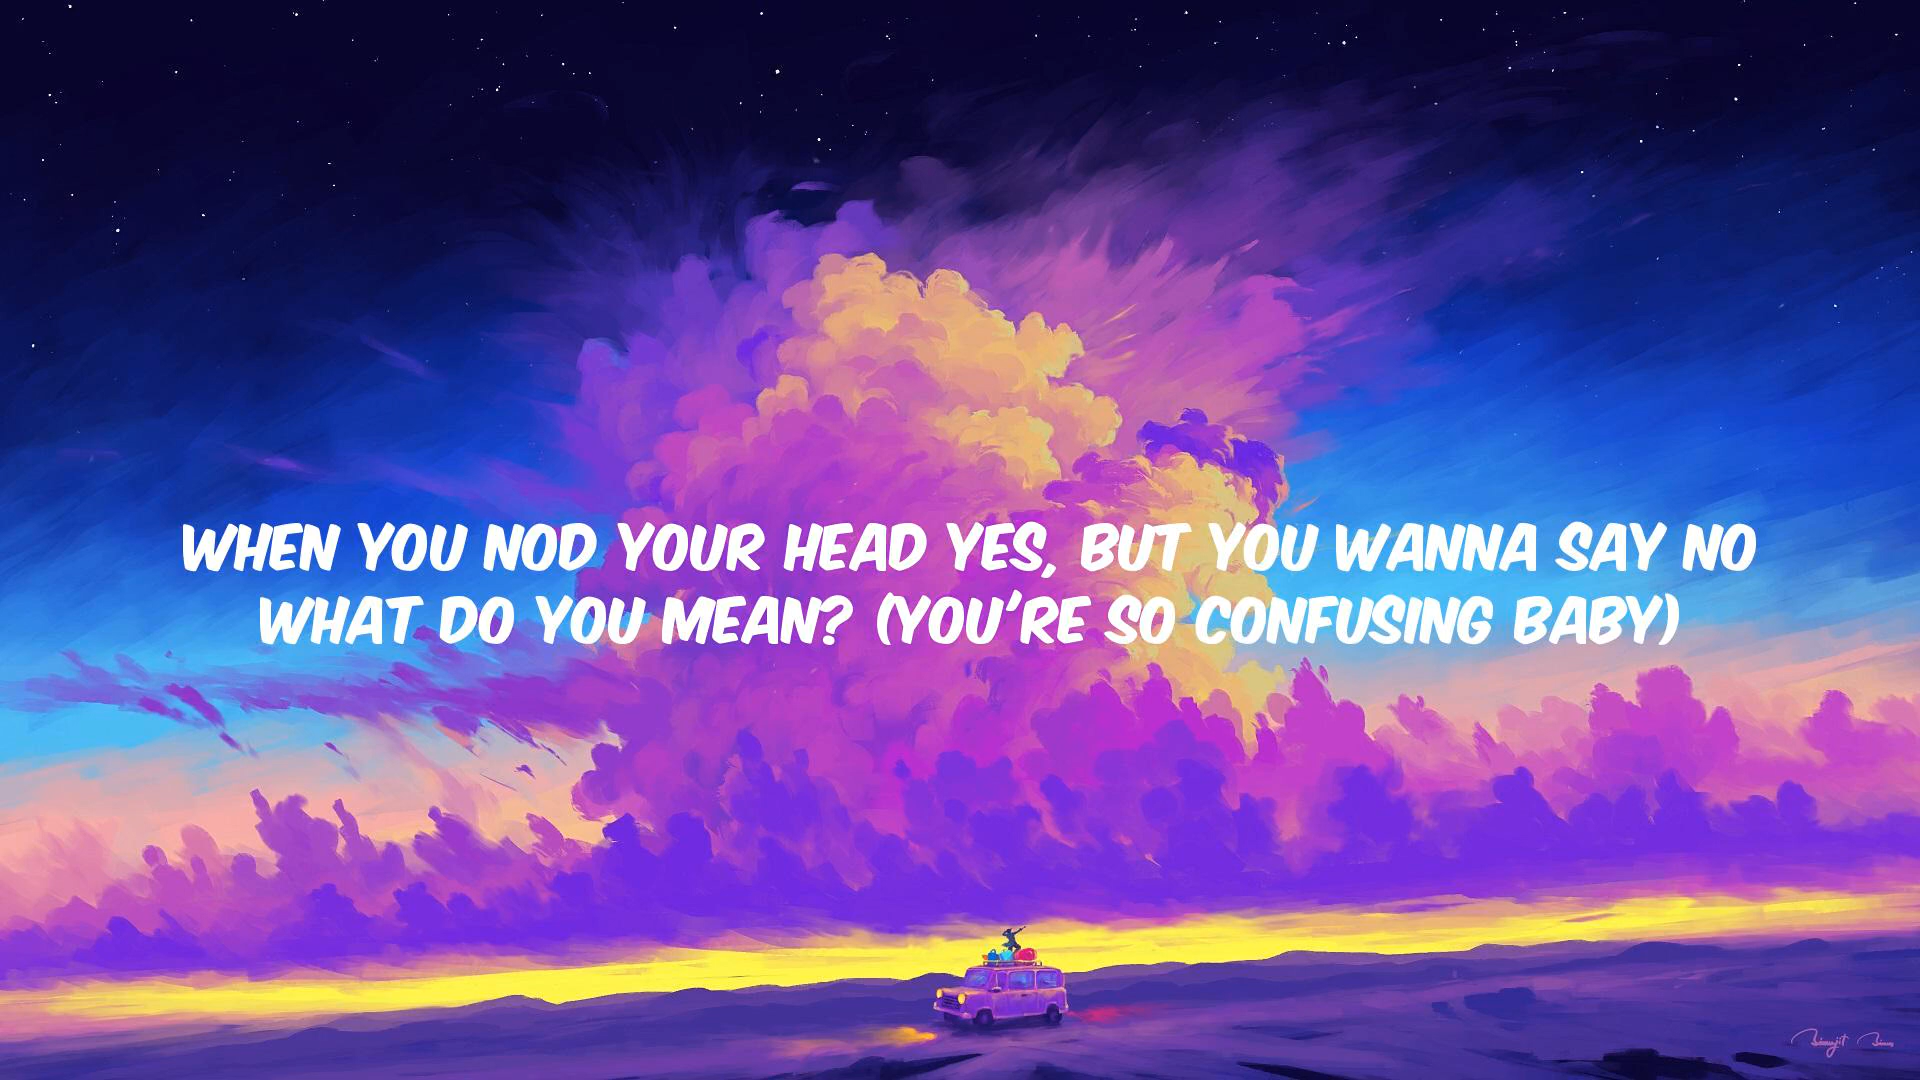 WHEN YOU NOD YOUR HEAD YES, BUT YOU WANNA SAY NO
WHAT DO YOU MEAN? (YOU'RE SO CONFUSING BABY)